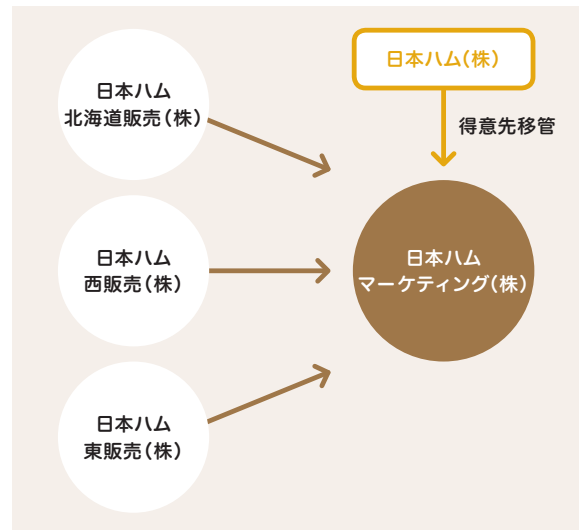 日本ハム
北海道販売(株)
日本ハム(株)
得意先移管
日本ハム
西販売(株)
日本ハム
マーケティング(株)
日本ハム
東販売(株)